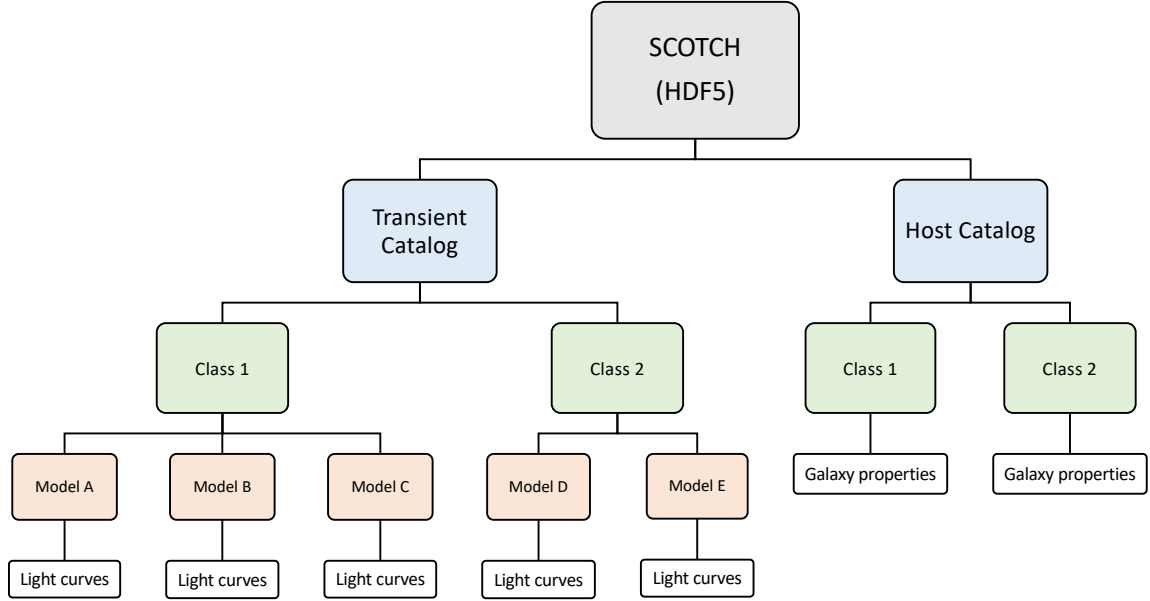 SCOTCH
(HDF5)
Transient
Catalog
Host Catalog
Class 1
Class 2
Class 1
Class 2
Model A
Model B
Model C
Model D
Model E
Galaxy properties
Galaxy properties
Light curves
Light curves
Light curves
Light curves
Light curves